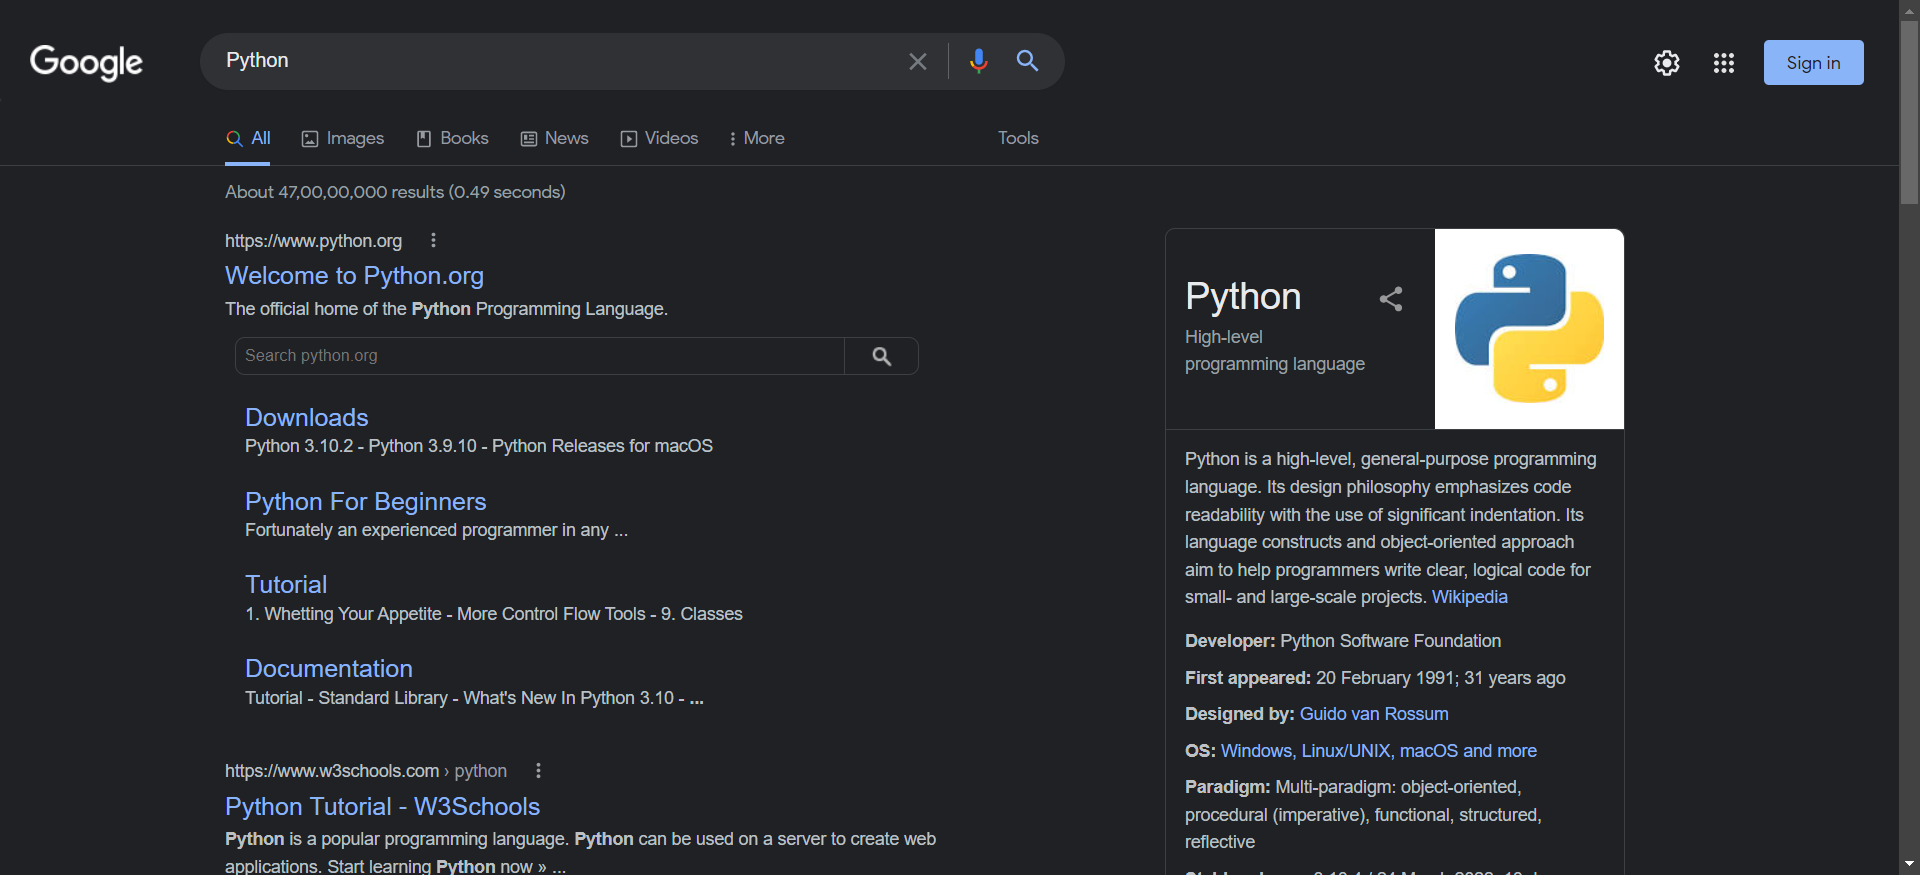 Google
Python
Sign in
All Images Books News Videos More Tools
About 47,00,00,000 results (0.49 seconds)
https://www.python.org
Welcome to Python.org
The official home of the Python Programming Language.
Search python.org
Downloads
Python 3.10.2 - Python 3.9.10 - Python Releases for macOS
Python For Beginners
Fortunately an experienced programmer in any ...
Tutorial
1. Whetting Your Appetite - More Control Flow Tools - 9. Classes
Documentation
Tutorial - Standard Library - What's New In Python 3.10 - ...
https://www.w3schools.com › python
Python Tutorial - W3Schools
Python is a popular programming language. Python can be used on a server to create web
applications. Start learning Python now » ...
Python
High-level
programming language
Python is a high-level, general-purpose programming
language. Its design philosophy emphasizes code
readability with the use of significant indentation. Its
language constructs and object-oriented approach
aim to help programmers write clear, logical code for
small- and large-scale projects. Wikipedia
Developer: Python Software Foundation
First appeared: 20 February 1991; 31 years ago
Designed by: Guido van Rossum
OS: Windows, Linux/UNIX, macOS and more
Paradigm: Multi-paradigm: object-oriented,
procedural (imperative), functional, structured,
reflective